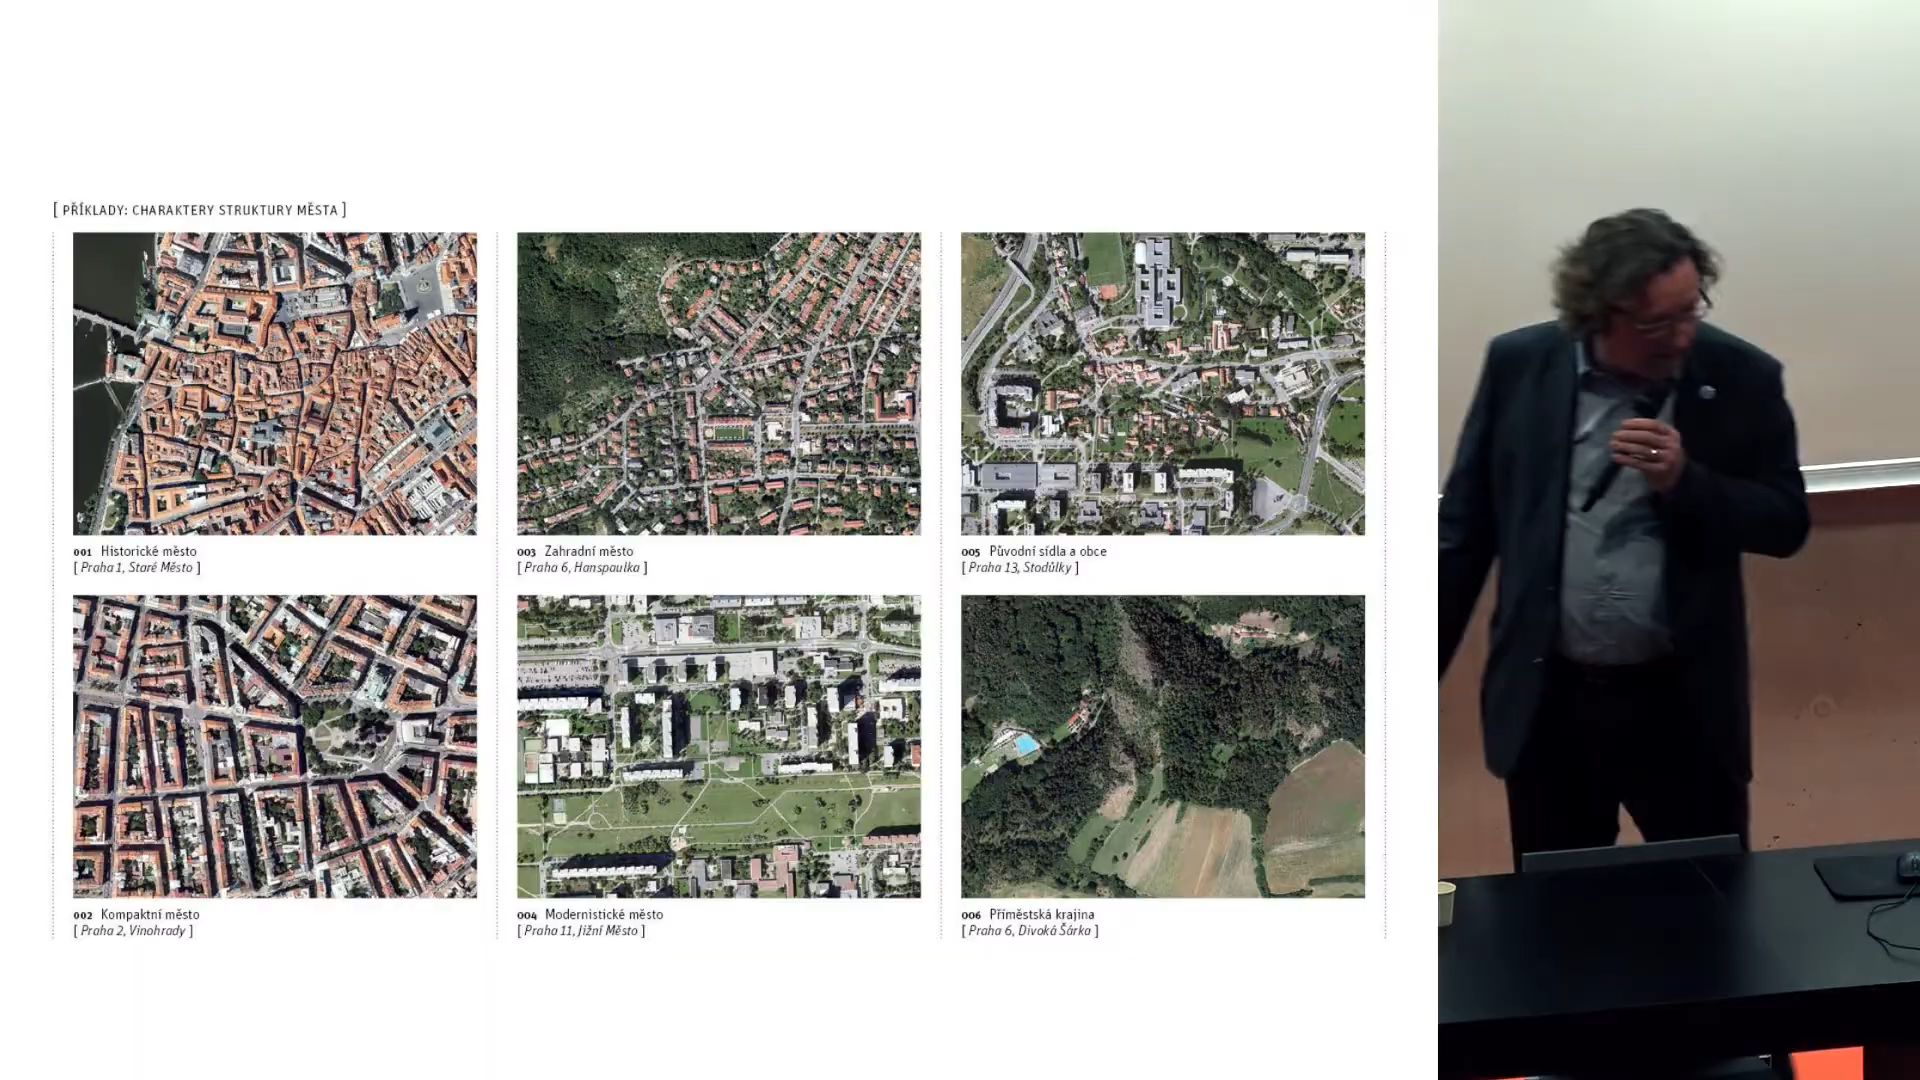 [ PŘÍKLADY: CHARAKTERY STRUKTURY MĚSTA ]
001 Historické město
[ Praha 1, Staré Město ]
003 Zahradní město
[ Praha 6, Hanspaulka ]
005 Původní sídla a obce
[ Praha 13, Stodůlky ]
002 Kompaktní město
[ Praha 2, Vinohrady ]
004 Modernistické město
[ Praha 11, Jižní Město ]
006 Příměstská krajina
[ Praha 6, Divoká Šárka ]